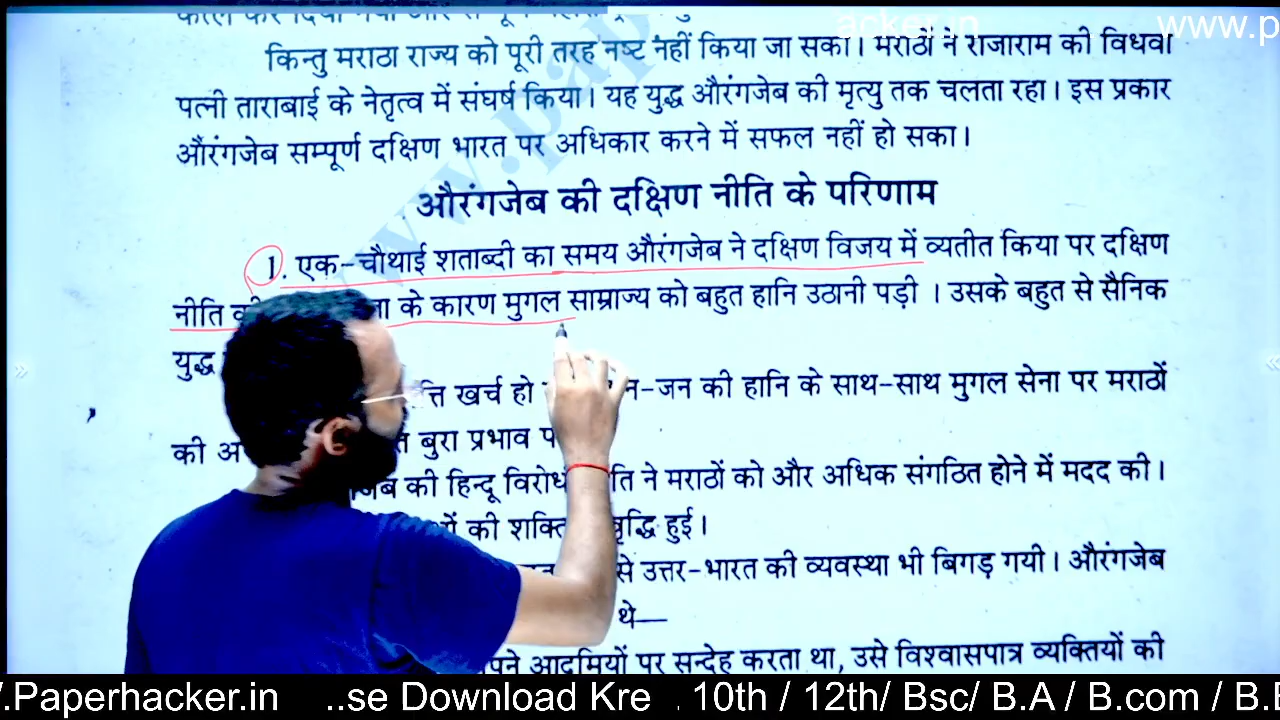 acker.in www.p
किन्तु मराठा राज्य को पूरी तरह नष्ट नहीं किया जा सका। मराठों ने राजाराम की विधवा
पत्नी ताराबाई के नेतृत्व में संघर्ष किया। यह युद्ध औरंगजेब की मृत्यु तक चलता रहा। इस प्रकार
औरंगजेब सम्पूर्ण दक्षिण भारत पर अधिकार करने में सफल नहीं हो सका।
औरंगजेब की दक्षिण नीति के परिणाम
1. एक-चौथाई शताब्दी का समय औरंगजेब ने दक्षिण विजय में व्यतीत किया पर दक्षिण
नीति के कारण मुगल साम्राज्य को बहुत हानि उठानी पड़ी । उसके बहुत से सैनिक
युद्ध
खर्च हो न-जन की हानि के साथ-साथ मुगल सेना पर मराठों
की बुरा प्रभाव
की हिन्दू विरोध ने मराठों को और अधिक संगठित होने में मदद की।
की वृद्धि हुई।
से उत्तर-भारत की व्यवस्था भी बिगड़ गयी। औरंगजेब
थे—
आदमियों पर सन्देह करता था, उसे विश्वासपात्र व्यक्तियों की
/.Paperhacker.in ..se Download Kre . 10th / 12th/ Bsc/ B.A / B.com / B.E